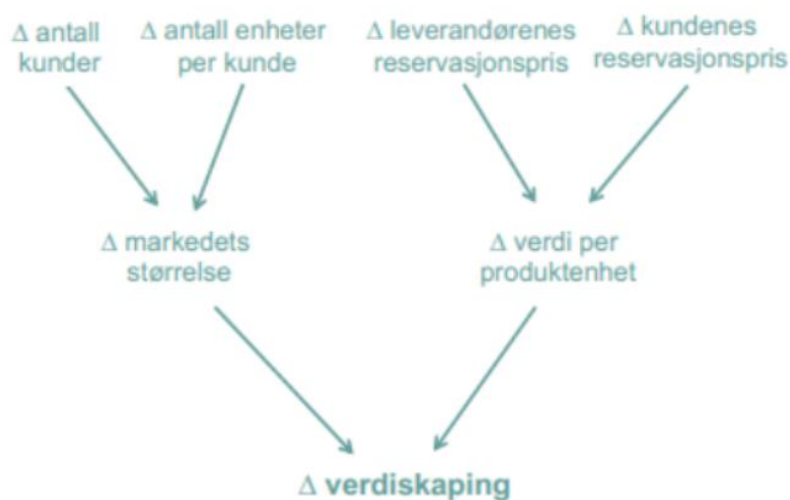 Δ antall
kunder
Δ antall enheter
per kunde
Δ leverandørenes
reservasjonspris
Δ kundenes
reservasjonspris
Δ markedets
størrelse
Δ verdi per
produktenhet
Δ verdiskaping